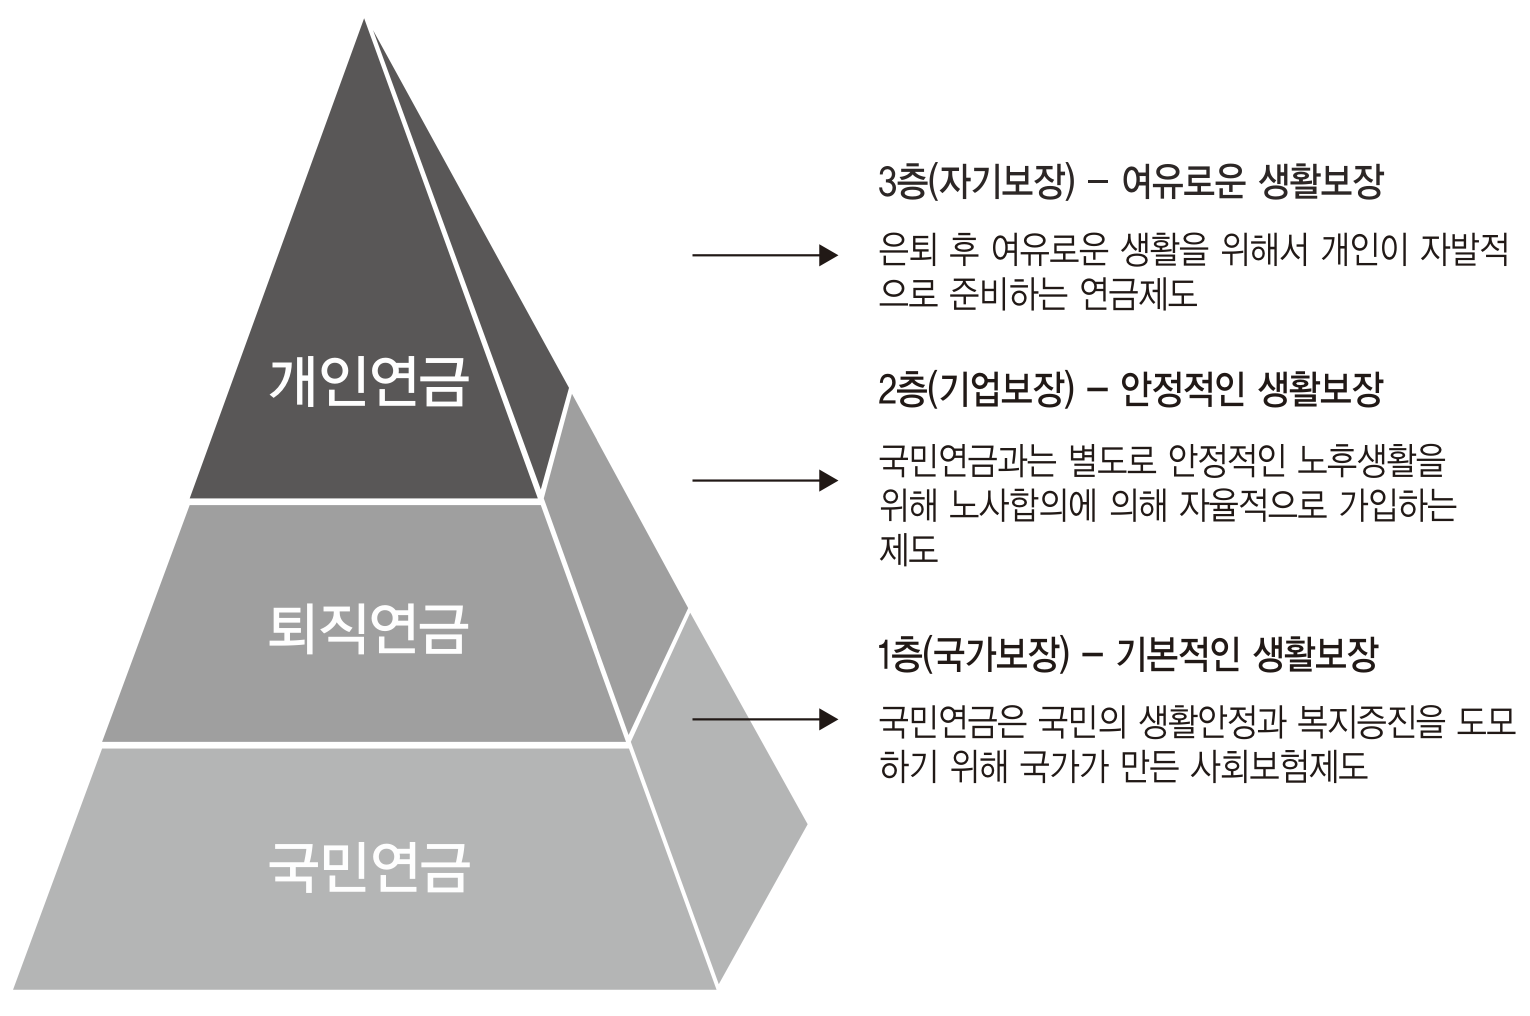 개인연금
퇴직연금
국민연금
3층(자기보장) – 여유로운 생활보장
은퇴 후 여유로운 생활을 위해서 개인이 자발적
으로 준비하는 연금제도
2층(기업보장) – 안정적인 생활보장
국민연금과는 별도로 안정적인 노후생활을
위해 노사합의에 의해 자율적으로 가입하는
제도
1층(국가보장) – 기본적인 생활보장
국민연금은 국민의 생활안정과 복지증진을 도모
하기 위해 국가가 만든 사회보험제도